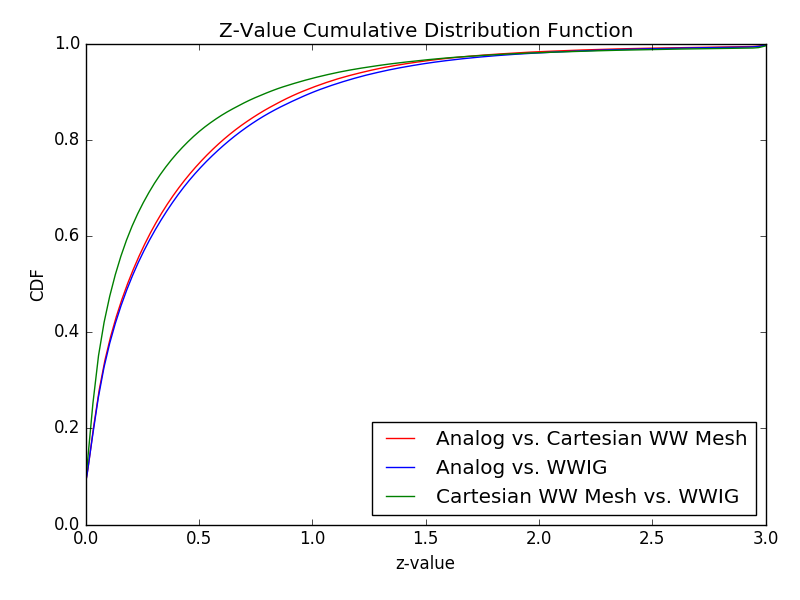 Z-Value Cumulative Distribution Function
1.0
0.8
0.6
0.4
0.2
0.0
CDF
Analog vs. Cartesian WW Mesh
Analog vs. WWIG
Cartesian WW Mesh vs. WWIG
0.0 0.5 1.0 1.5 2.0 2.5 3.0
z-value